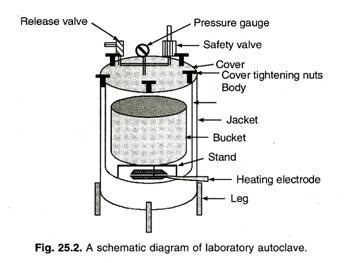 Release valve
Pressure gauge
Safety valve
Cover
Cover tightening nuts
Body
Jacket
Bucket
Stand
Heating electrode
Leg
Fig. 25.2. A schematic diagram of laboratory autoclave.